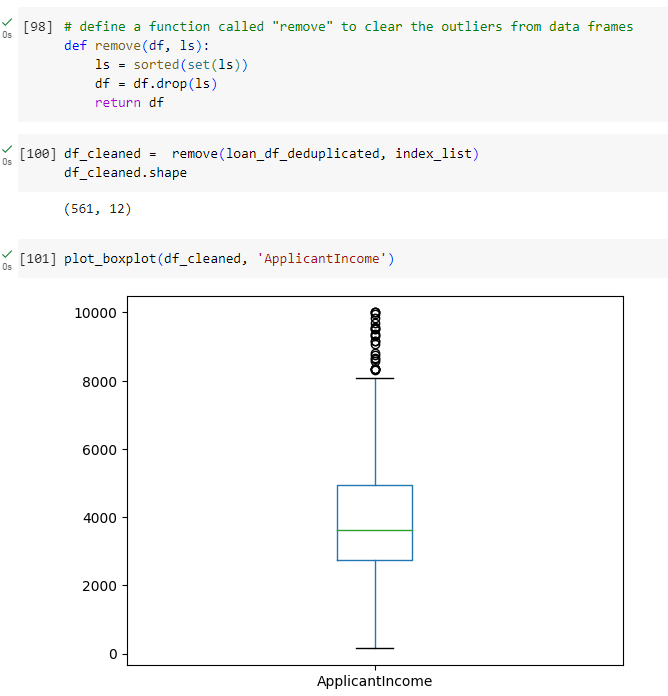 [98] # define a function called "remove" to clear the outliers from data frames
0s
def remove(df, ls):
ls = sorted(set(ls))
df = df.drop(ls)
return df
[100] df_cleaned =  remove(loan_df_deduplicated, index_list)
0s
df_cleaned.shape
(561, 12)
[101] plot_boxplot(df_cleaned, 'ApplicantIncome')
0s
10000
8000
6000
4000
2000
0
ApplicantIncome